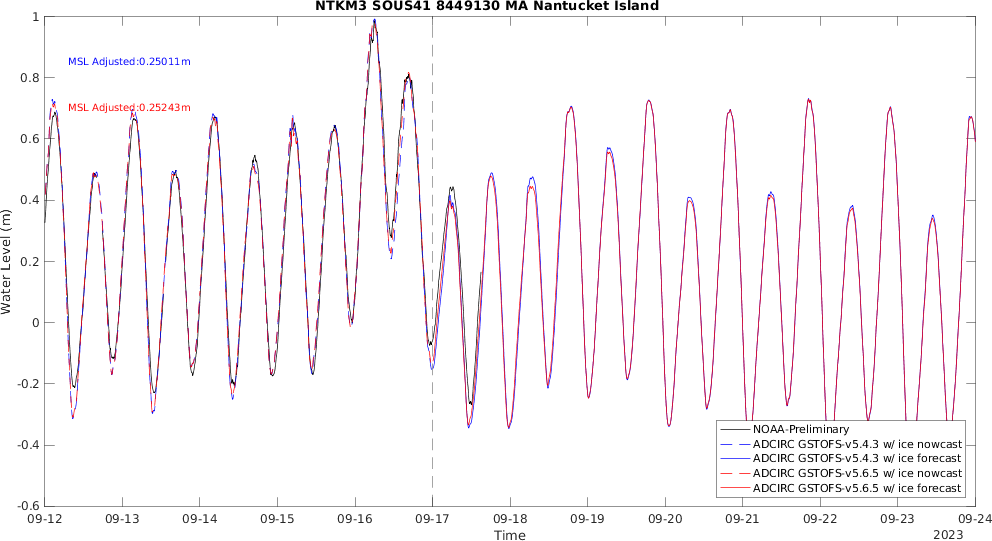 NTKM3 SOUS41 8449130 MA Nantucket Island
1
0.8
0.6
0.4
0.2
0
-0.2
-0.4
-0.6
Water Level (m)
MSL Adjusted:0.25011m
MSL Adjusted:0.25243m
NOAA-Preliminary
ADCIRC GSTOFS-v5.4.3 w/ ice nowcast
ADCIRC GSTOFS-v5.4.3 w/ ice forecast
ADCIRC GSTOFS-v5.6.5 w/ ice nowcast
ADCIRC GSTOFS-v5.6.5 w/ ice forecast
09-12 09-13 09-14 09-15 09-16 09-17 09-18 09-19 09-20 09-21 09-22 09-23 09-24
Time
2023